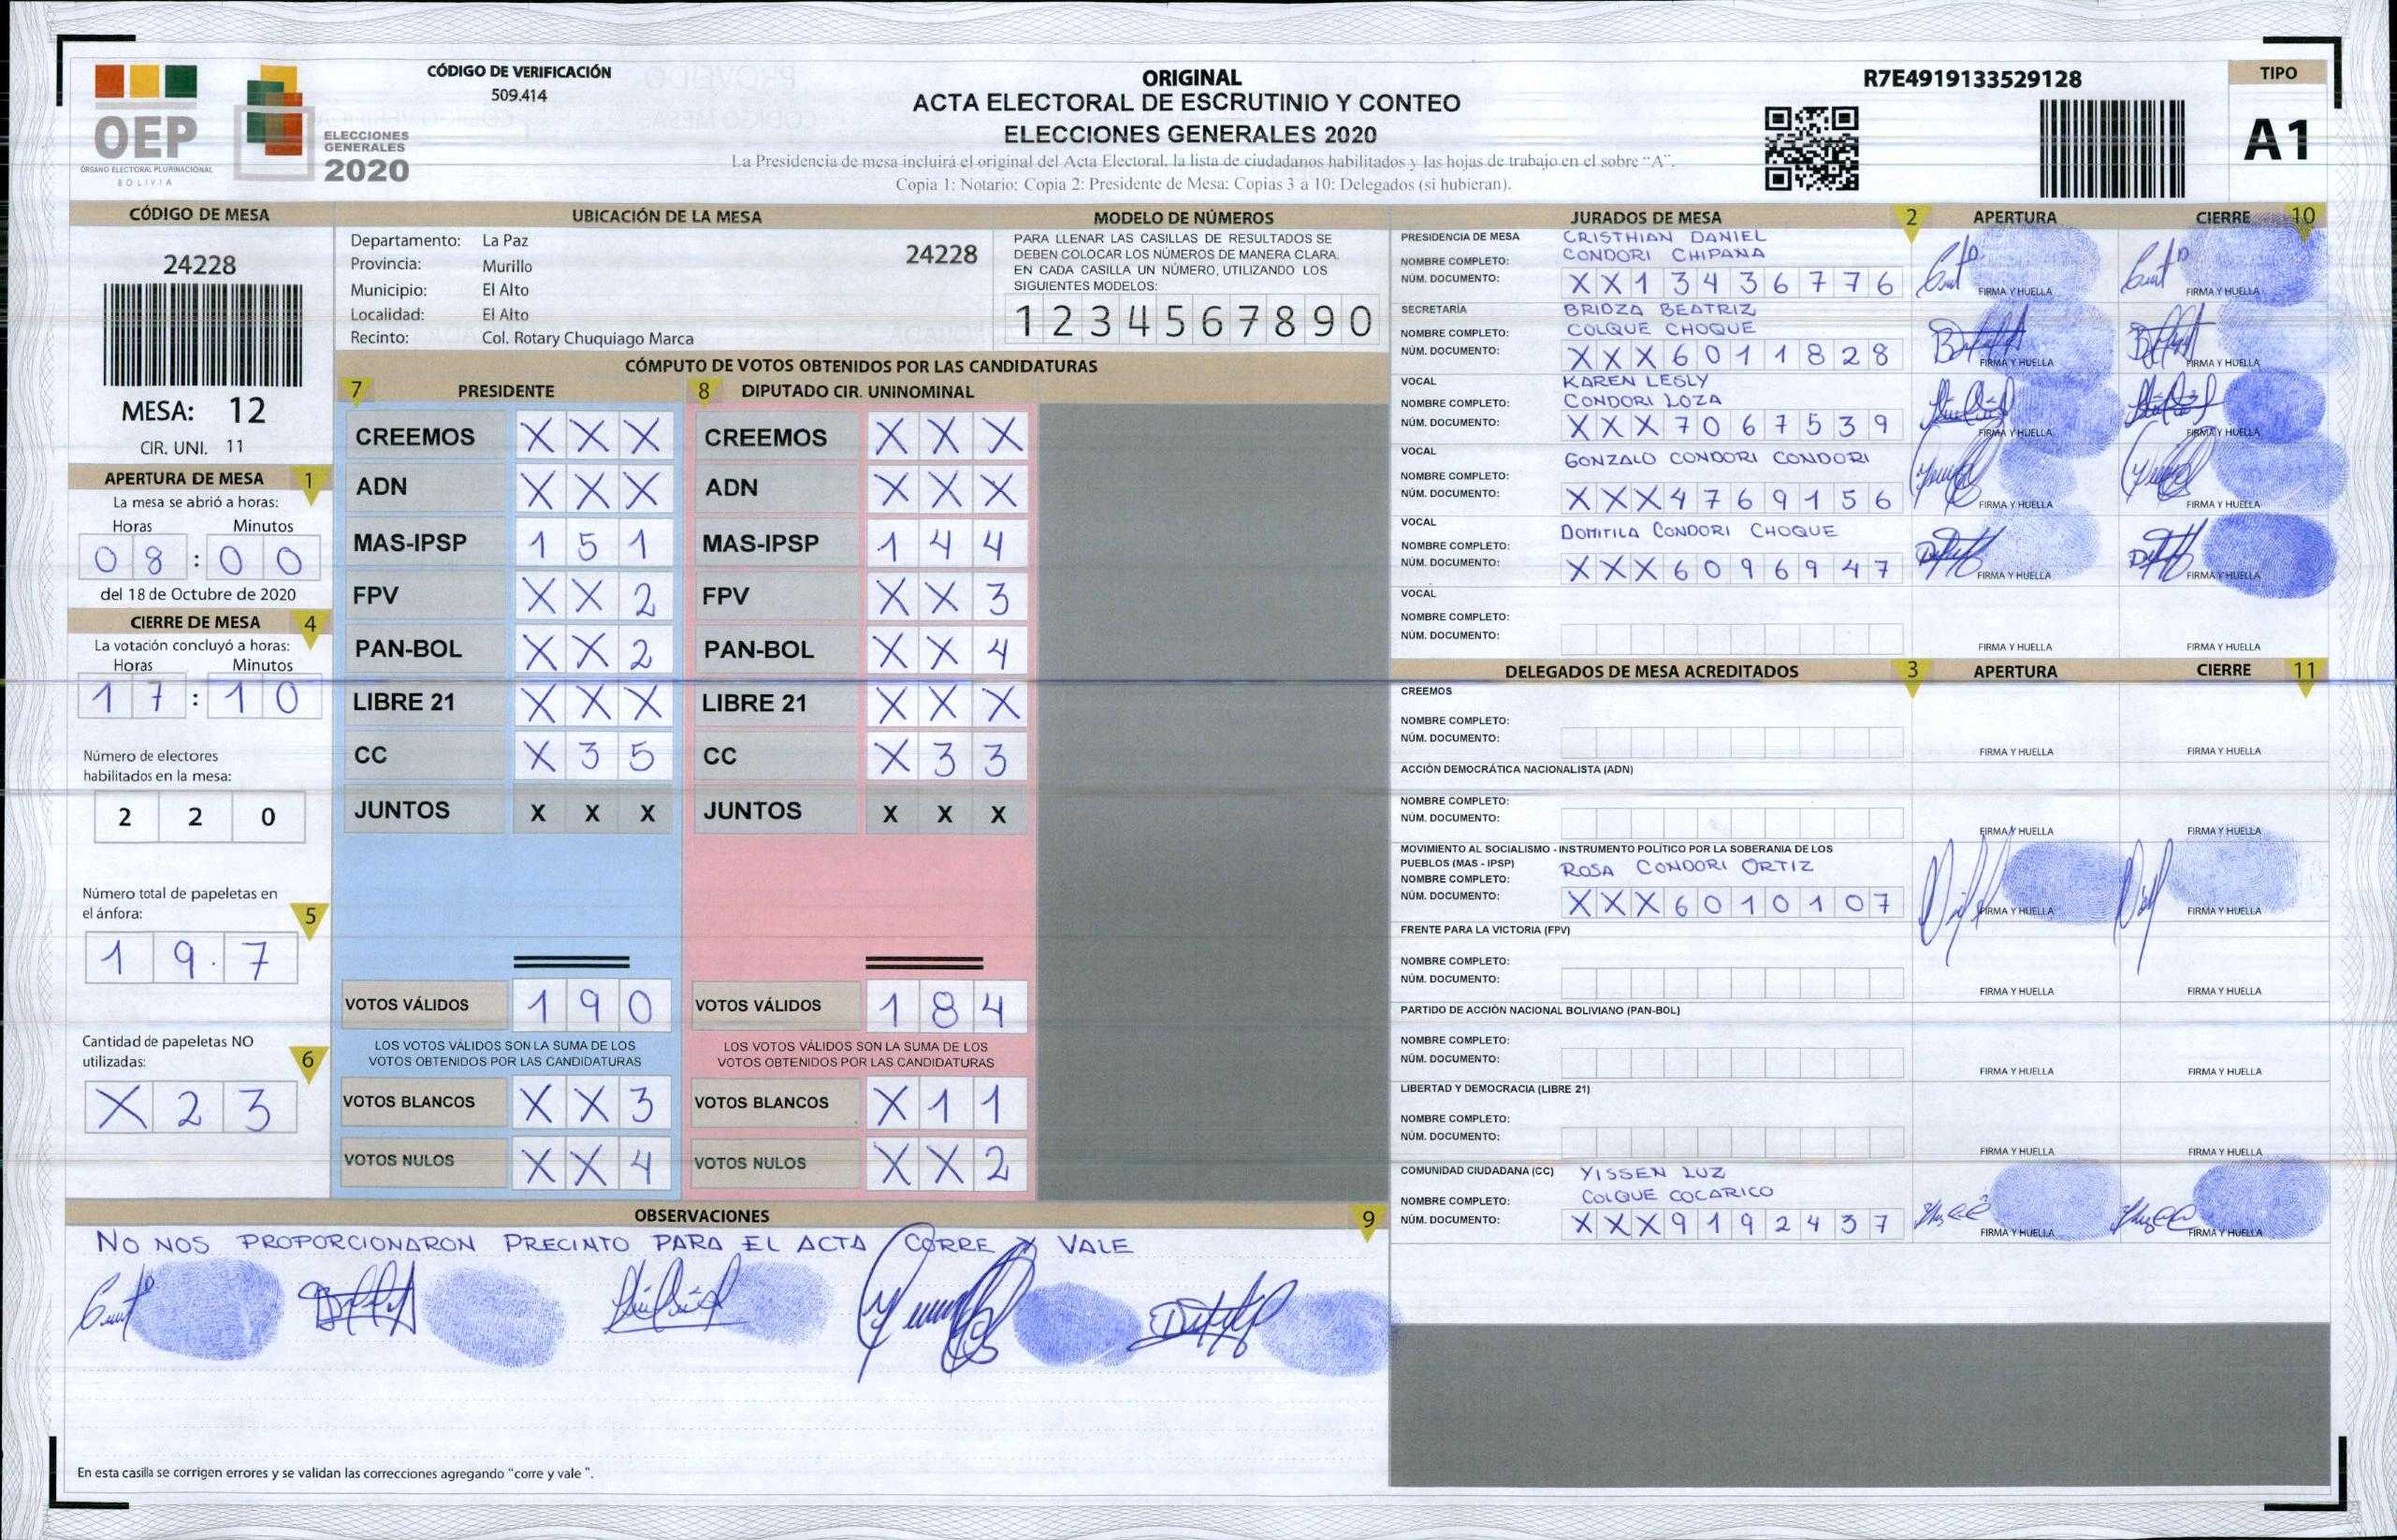 OEP
ÓRGANO ELECTORAL PLURINACIONAL
BOLIVIA
ELECCIONES
GENERALES
2020
CÓDIGO DE VERIFICACIÓN
509.414
ORIGINAL
ACTA ELECTORAL DE ESCRUTINIO Y CONTEO
ELECCIONES GENERALES 2020
La Presidencia de mesa incluirá el original del Acta Electoral, la lista de ciudadanos habilitados y las hojas de trabajo en el sobre "A".
Copia 1: Notario; Copia 2: Presidente de Mesa; Copias 3 a 10: Delegados (si hubieran).
R7E4919133529128
TIPO
A1
CÓDIGO DE MESA
24228
MESA: 12
CIR. UNI. 11
APERTURA DE MESA 1
La mesa se abrió a horas:
Horas Minutos
0 8 : 0 0
del 18 de Octubre de 2020
CIERRE DE MESA 4
La votación concluyó a horas:
Horas Minutos
1 7 : 1 0
Número de electores
habilitados en la mesa:
2 2 0
Número total de papeletas en
el ánfora: 5
1 9 . 7
Cantidad de papeletas NO
utilizadas: 6
X 2 3
UBICACIÓN DE LA MESA
Departamento: La Paz 24228
Provincia: Murillo
Municipio: El Alto
Localidad: El Alto
Recinto: Col. Rotary Chuquiago Marca
MODELO DE NÚMEROS
PARA LLENAR LAS CASILLAS DE RESULTADOS SE
DEBEN COLOCAR LOS NÚMEROS DE MANERA CLARA.
EN CADA CASILLA UN NÚMERO, UTILIZANDO LOS
SIGUIENTES MODELOS:
1 2 3 4 5 6 7 8 9 0
CÓMPUTO DE VOTOS OBTENIDOS POR LAS CANDIDATURAS
7 PRESIDENTE 8 DIPUTADO CIR. UNINOMINAL
CREEMOS X X X CREEMOS X X X
ADN X X X ADN X X X
MAS-IPSP 1 5 1 MAS-IPSP 1 4 4
FPV X X 2 FPV X X 3
PAN-BOL X X 2 PAN-BOL X X 4
LIBRE 21 X X X LIBRE 21 X X X
CC X 3 5 CC X 3 3
JUNTOS X X X JUNTOS X X X
VOTOS VÁLIDOS 1 9 0 VOTOS VÁLIDOS 1 8 4
LOS VOTOS VÁLIDOS SON LA SUMA DE LOS LOS VOTOS VÁLIDOS SON LA SUMA DE LOS
VOTOS OBTENIDOS POR LAS CANDIDATURAS VOTOS OBTENIDOS POR LAS CANDIDATURAS
VOTOS BLANCOS X X 3 VOTOS BLANCOS X 1 1
VOTOS NULOS X X 4 VOTOS NULOS X X 2
OBSERVACIONES 9
NO NOS PROPORCIONARON PRECINTO PARA EL ACTA CORRE Y VALE
En esta casilla se corrigen errores y se validan las correcciones agregando "corre y vale ".
JURADOS DE MESA 2 APERTURA CIERRE 10
PRESIDENCIA DE MESA CRISTHIAN DANIEL
NOMBRE COMPLETO: CONDORI CHIPANA
NÚM. DOCUMENTO: X X 1 3 4 3 6 7 7 6
FIRMA Y HUELLA FIRMA Y HUELLA
SECRETARÍA BRIDZA BEATRIZ
NOMBRE COMPLETO: COLQUE CHOQUE
NÚM. DOCUMENTO: X X X 6 0 1 1 8 2 8
FIRMA Y HUELLA FIRMA Y HUELLA
VOCAL KAREN LESLY
NOMBRE COMPLETO: CONDORI LOZA
NÚM. DOCUMENTO: X X X 7 0 6 7 5 3 9
FIRMA Y HUELLA FIRMA Y HUELLA
VOCAL
NOMBRE COMPLETO: GONZALO CONDORI CONDORI
NÚM. DOCUMENTO: X X X 4 7 6 9 1 5 6
FIRMA Y HUELLA FIRMA Y HUELLA
VOCAL
NOMBRE COMPLETO: DOMITILA CONDORI CHOQUE
NÚM. DOCUMENTO: X X X 6 0 9 6 9 4 7
FIRMA Y HUELLA FIRMA Y HUELLA
VOCAL
NOMBRE COMPLETO:
NÚM. DOCUMENTO:
FIRMA Y HUELLA FIRMA Y HUELLA
DELEGADOS DE MESA ACREDITADOS 3 APERTURA CIERRE 11
CREEMOS
NOMBRE COMPLETO:
NÚM. DOCUMENTO:
FIRMA Y HUELLA FIRMA Y HUELLA
ACCIÓN DEMOCRÁTICA NACIONALISTA (ADN)
NOMBRE COMPLETO:
NÚM. DOCUMENTO:
FIRMA Y HUELLA FIRMA Y HUELLA
MOVIMIENTO AL SOCIALISMO - INSTRUMENTO POLÍTICO POR LA SOBERANIA DE LOS
PUEBLOS (MAS - IPSP) ROSA CONDORI ORTIZ
NOMBRE COMPLETO:
NÚM. DOCUMENTO: X X X 6 0 1 0 1 0 7
FIRMA Y HUELLA FIRMA Y HUELLA
FRENTE PARA LA VICTORIA (FPV)
NOMBRE COMPLETO:
NÚM. DOCUMENTO:
FIRMA Y HUELLA FIRMA Y HUELLA
PARTIDO DE ACCIÓN NACIONAL BOLIVIANO (PAN-BOL)
NOMBRE COMPLETO:
NÚM. DOCUMENTO:
FIRMA Y HUELLA FIRMA Y HUELLA
LIBERTAD Y DEMOCRACIA (LIBRE 21)
NOMBRE COMPLETO:
NÚM. DOCUMENTO:
FIRMA Y HUELLA FIRMA Y HUELLA
COMUNIDAD CIUDADANA (CC) YISSEN LUZ
NOMBRE COMPLETO: COLQUE COCARICO
NÚM. DOCUMENTO: X X X 9 1 9 2 4 3 7
FIRMA Y HUELLA FIRMA Y HUELLA